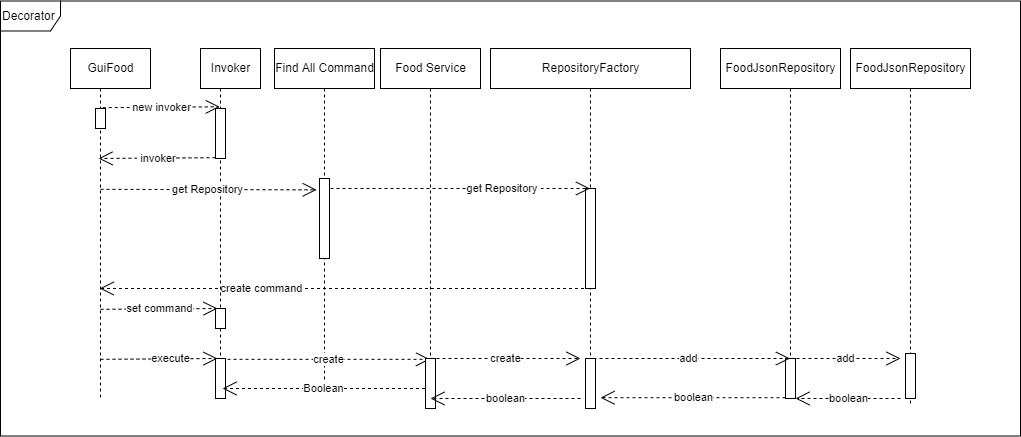 Decorator
GuiFood
Invoker
Find All Command
Food Service
RepositoryFactory
FoodJsonRepository
FoodJsonRepository
new invoker
invoker
get Repository
get Repository
create command
set command
execute
create
create
add
add
Boolean
boolean
boolean
boolean